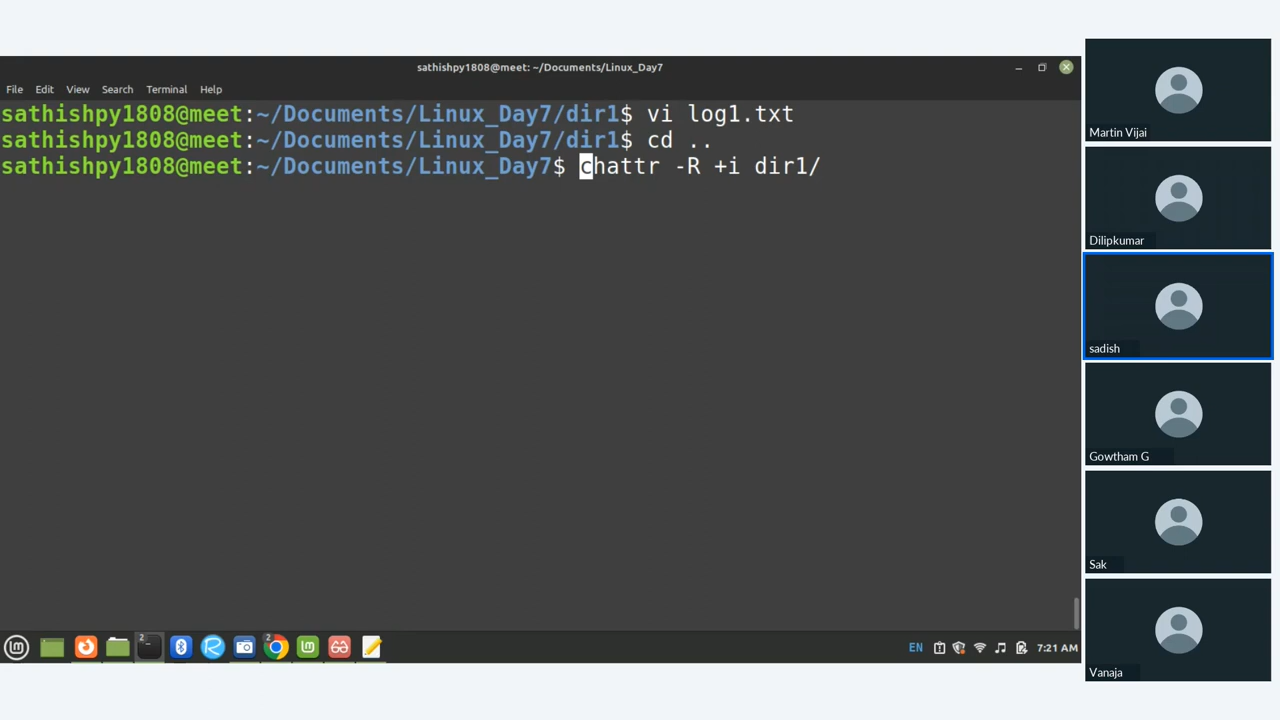 sathishpy1808@meet: ~/Documents/Linux_Day7
File Edit View Search Terminal Help
sathishpy1808@meet:~/Documents/Linux_Day7/dir1$ vi log1.txt
sathishpy1808@meet:~/Documents/Linux_Day7/dir1$ cd ..
sathishpy1808@meet:~/Documents/Linux_Day7$ chattr -R +i dir1/
Martin Vijai
Dilipkumar
sadish
Gowtham G
Sak
Vanaja
2
2
EN
7:21 AM